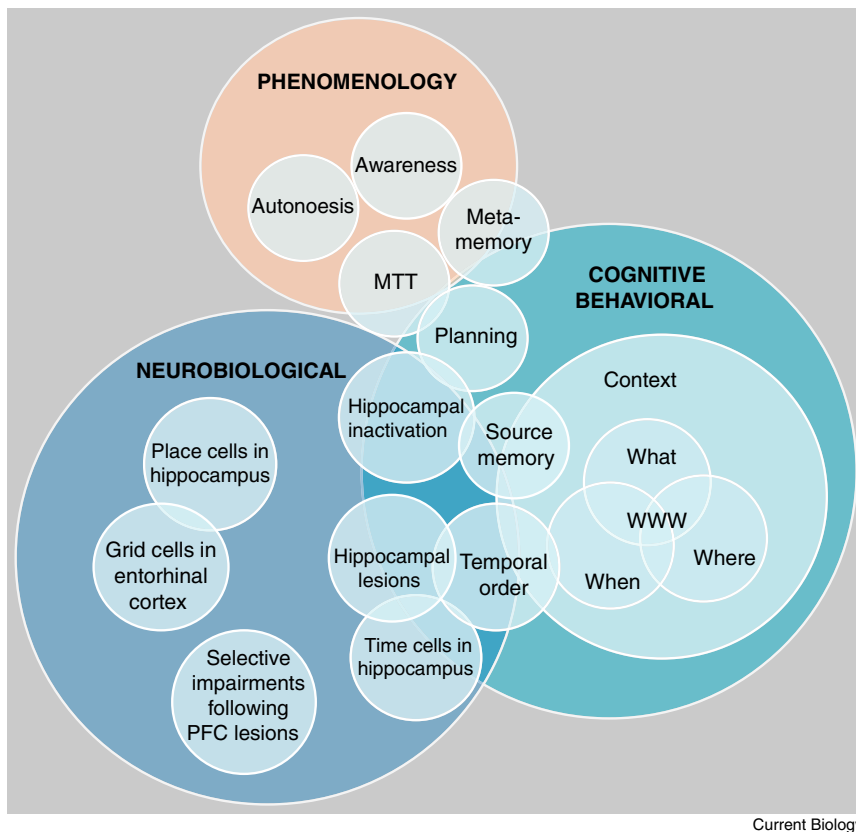 PHENOMENOLOGY
Awareness
Autonoesis
Meta-
memory
MTT
COGNITIVE
BEHAVIORAL
Planning
NEUROBIOLOGICAL
Context
Hippocampal
inactivation
Source
memory
Place cells in
hippocampus
What
WWW
Where
When
Grid cells in
entorhinal
cortex
Hippocampal
lesions
Temporal
order
Time cells in
hippocampus
Selective
impairments
following
PFC lesions
Current Biology